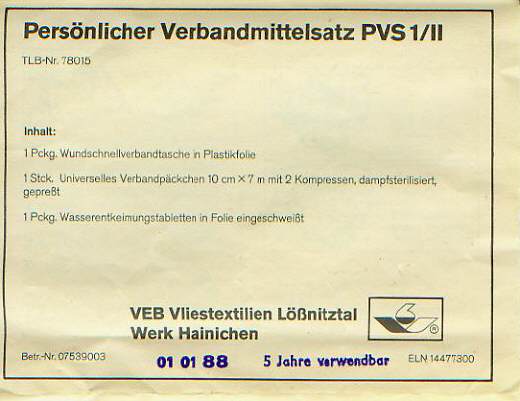 Persönlicher Verbandmittelsatz PVS 1/II
TLB-Nr. 78015
Inhalt:
1 Pckg. Wundschnellverbandtasche in Plastikfolie
1 Stck. Universelles Verbandpäckchen 10 cm × 7 m mit 2 Kompressen, dampfsterilisiert,
gepreßt
1 Pckg. Wasserentkeimungstabletten in Folie eingeschweißt
VEB Vliestextilien Lößnitztal
Werk Hainichen
®
Betr.-Nr. 07539003 01 01 88 5 Jahre verwendbar ELN 14477300